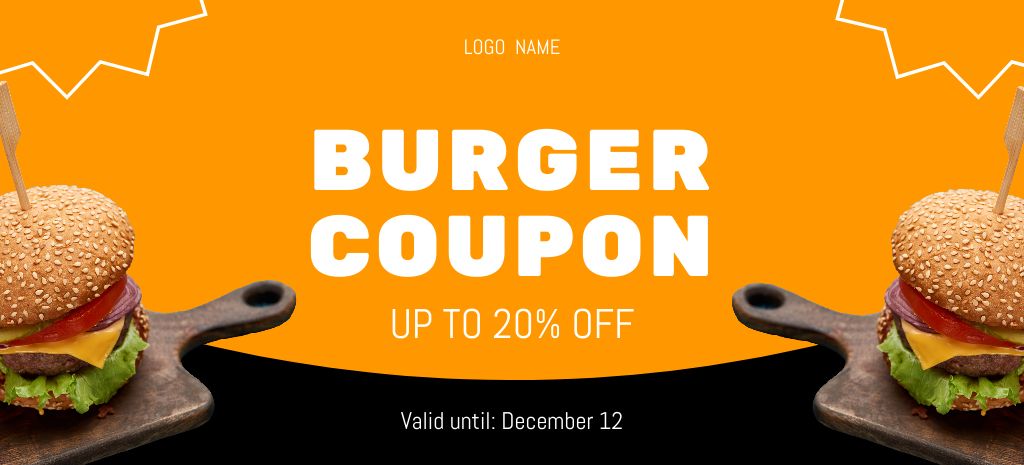 LOGO NAME
BURGER
COUPON
UP TO 20% OFF
Valid until: December 12